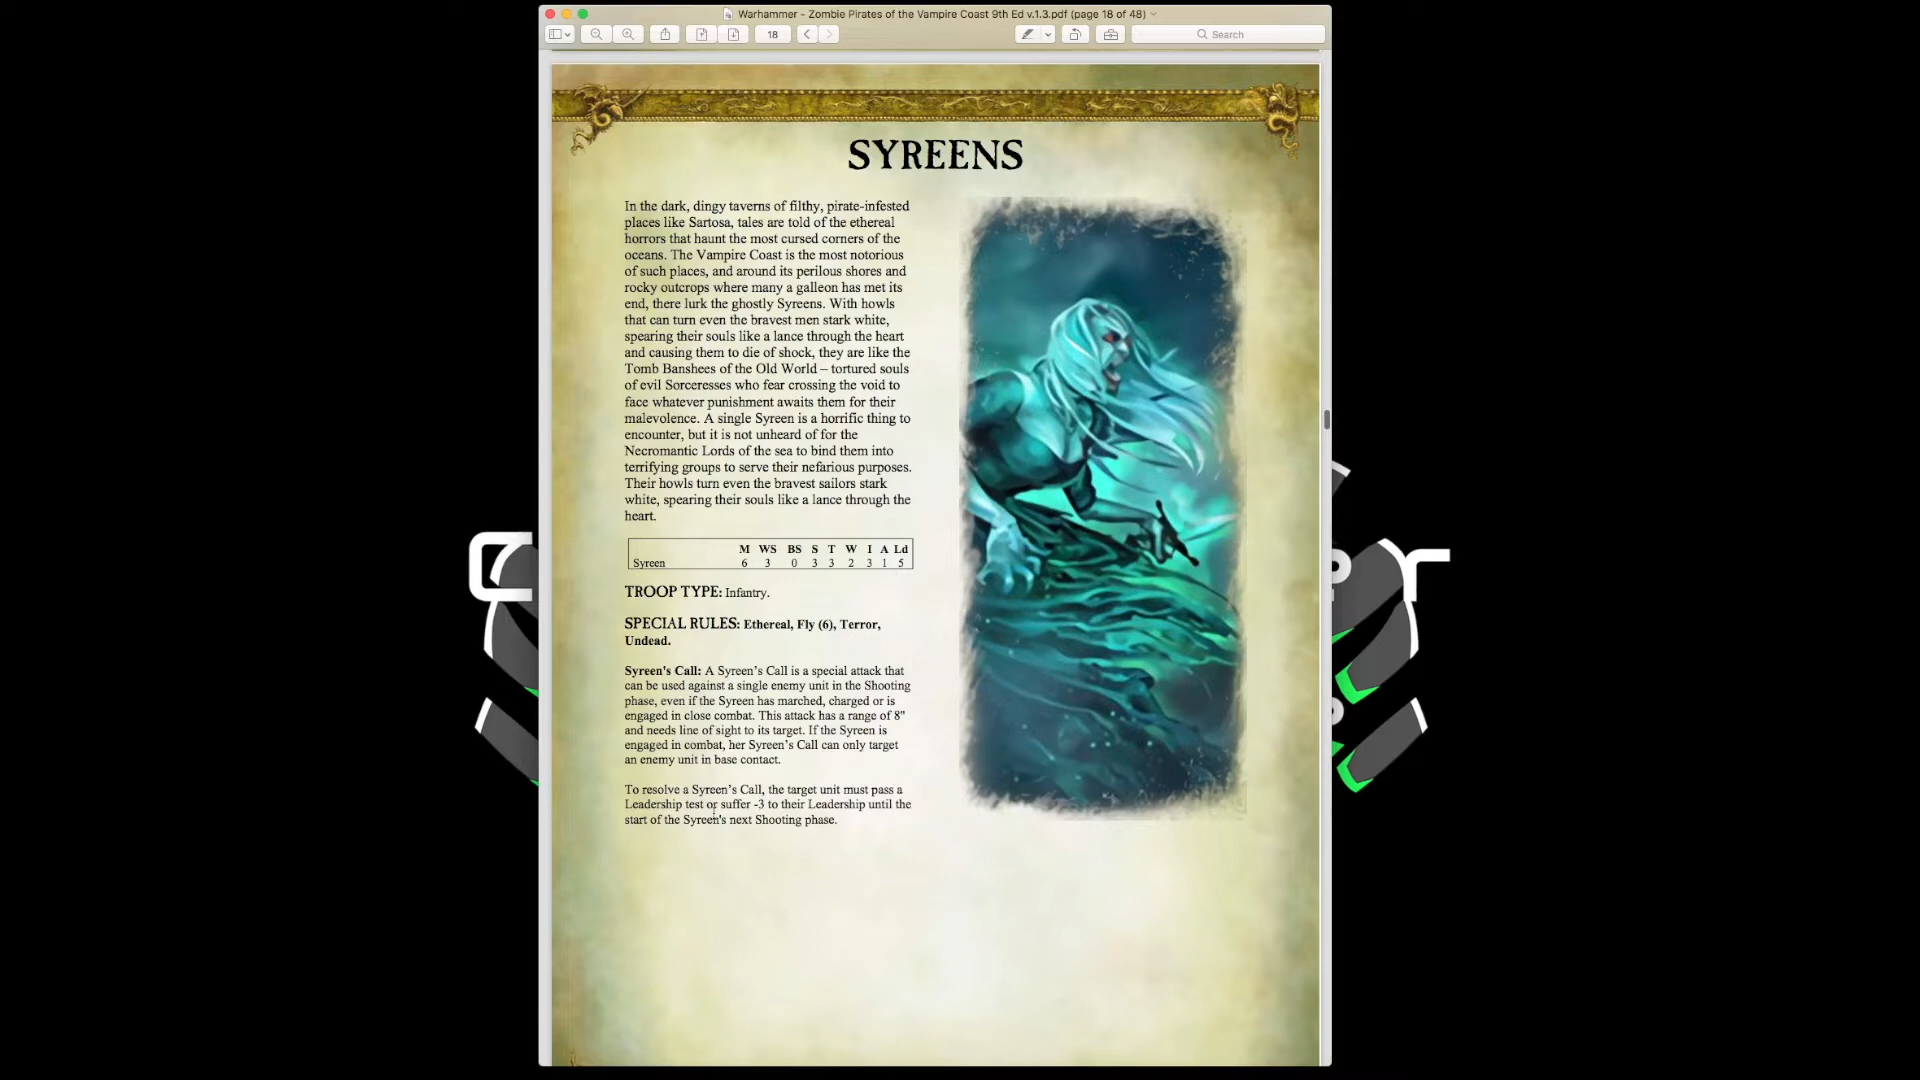 Warhammer - Zombie Pirates of the Vampire Coast 9th Ed v.1.3.pdf (page 18 of 48)
18
Search
SYREENS
In the dark, dingy taverns of filthy, pirate-infested
places like Sartosa, tales are told of the ethereal
horrors that haunt the most cursed corners of the
oceans. The Vampire Coast is the most notorious
of such places, and around its perilous shores and
rocky outcrops where many a galleon has met its
end, there lurk the ghostly Syreens. With howls
that can turn even the bravest men stark white,
spearing their souls like a lance through the heart
and causing them to die of shock, they are like the
Tomb Banshees of the Old World – tortured souls
of evil Sorceresses who fear crossing the void to
face whatever punishment awaits them for their
malevolence. A single Syreen is a horrific thing to
encounter, but it is not unheard of for the
Necromantic Lords of the sea to bind them into
terrifying groups to serve their nefarious purposes.
Their howls turn even the bravest sailors stark
white, spearing their souls like a lance through the
heart.
M WS BS S T W I A Ld
Syreen 6 3 0 3 3 2 3 1 5
TROOP TYPE: Infantry.
SPECIAL RULES: Ethereal, Fly (6), Terror,
Undead.
Syreen's Call: A Syreen's Call is a special attack that
can be used against a single enemy unit in the Shooting
phase, even if the Syreen has marched, charged or is
engaged in close combat. This attack has a range of 8"
and needs line of sight to its target. If the Syreen is
engaged in combat, her Syreen's Call can only target
an enemy unit in base contact.
To resolve a Syreen's Call, the target unit must pass a
Leadership test or suffer -3 to their Leadership until the
start of the Syreen's next Shooting phase.